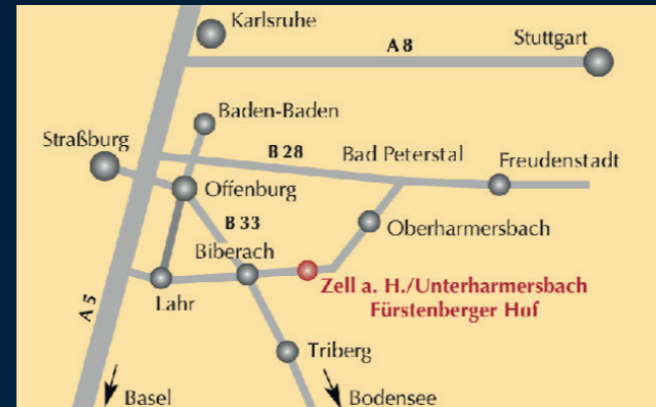 Karlsruhe
A 8
Stuttgart
Baden-Baden
Straßburg
B 28
Bad Peterstal
Freudenstadt
Offenburg
B 33
Oberharmersbach
Biberach
Zell a. H./Unterharmersbach
Fürstenberger Hof
Lahr
A 5
Triberg
Basel
Bodensee